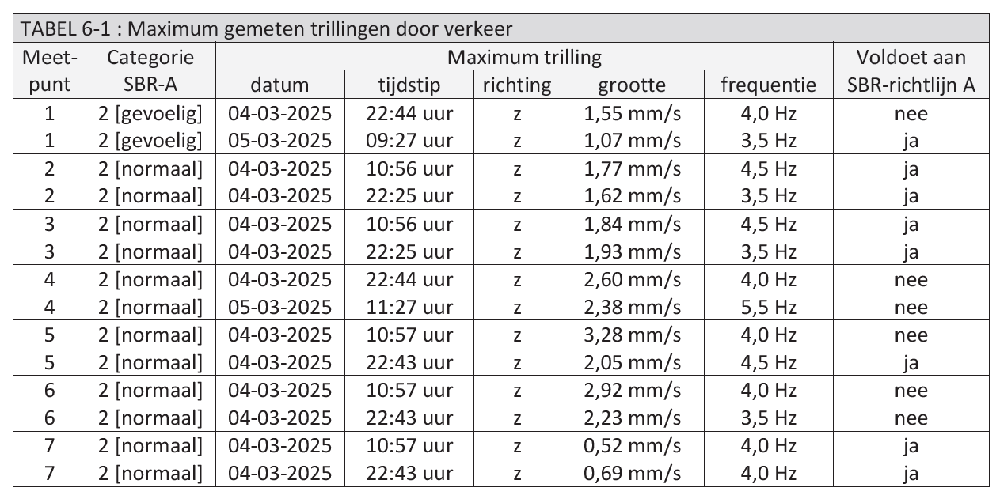 TABEL 6-1 : Maximum gemeten trillingen door verkeer
Meet- Categorie Maximum trilling Voldoet aan
punt SBR-A datum tijdstip richting grootte frequentie SBR-richtlijn A
1 2 [gevoelig] 04-03-2025 22:44 uur z 1,55 mm/s 4,0 Hz nee
1 2 [gevoelig] 05-03-2025 09:27 uur z 1,07 mm/s 3,5 Hz ja
2 2 [normaal] 04-03-2025 10:56 uur z 1,77 mm/s 4,5 Hz ja
2 2 [normaal] 04-03-2025 22:25 uur z 1,62 mm/s 3,5 Hz ja
3 2 [normaal] 04-03-2025 10:56 uur z 1,84 mm/s 4,5 Hz ja
3 2 [normaal] 04-03-2025 22:25 uur z 1,93 mm/s 3,5 Hz ja
4 2 [normaal] 04-03-2025 22:44 uur z 2,60 mm/s 4,0 Hz nee
4 2 [normaal] 05-03-2025 11:27 uur z 2,38 mm/s 5,5 Hz nee
5 2 [normaal] 04-03-2025 10:57 uur z 3,28 mm/s 4,0 Hz nee
5 2 [normaal] 04-03-2025 22:43 uur z 2,05 mm/s 4,5 Hz ja
6 2 [normaal] 04-03-2025 10:57 uur z 2,92 mm/s 4,0 Hz nee
6 2 [normaal] 04-03-2025 22:43 uur z 2,23 mm/s 3,5 Hz nee
7 2 [normaal] 04-03-2025 10:57 uur z 0,52 mm/s 4,0 Hz ja
7 2 [normaal] 04-03-2025 22:43 uur z 0,69 mm/s 4,0 Hz ja